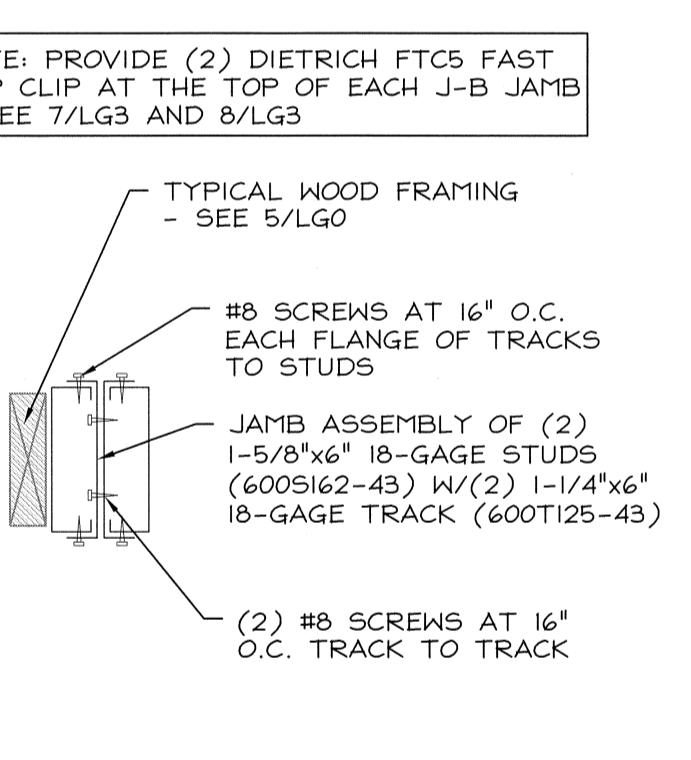 PROVIDE (2) DIETRICH FTC5 FAST
CLIP AT THE TOP OF EACH J-B JAMB
7/LG3 AND 8/LG3
TYPICAL WOOD FRAMING
- SEE 5/LG0
#8 SCREWS AT 16" O.C.
EACH FLANGE OF TRACKS
TO STUDS
JAMB ASSEMBLY OF (2)
1-5/8"x6" 18-GAGE STUDS
(600S162-43) W/(2) 1-1/4"x6"
18-GAGE TRACK (600T125-43)
(2) #8 SCREWS AT 16"
O.C. TRACK TO TRACK